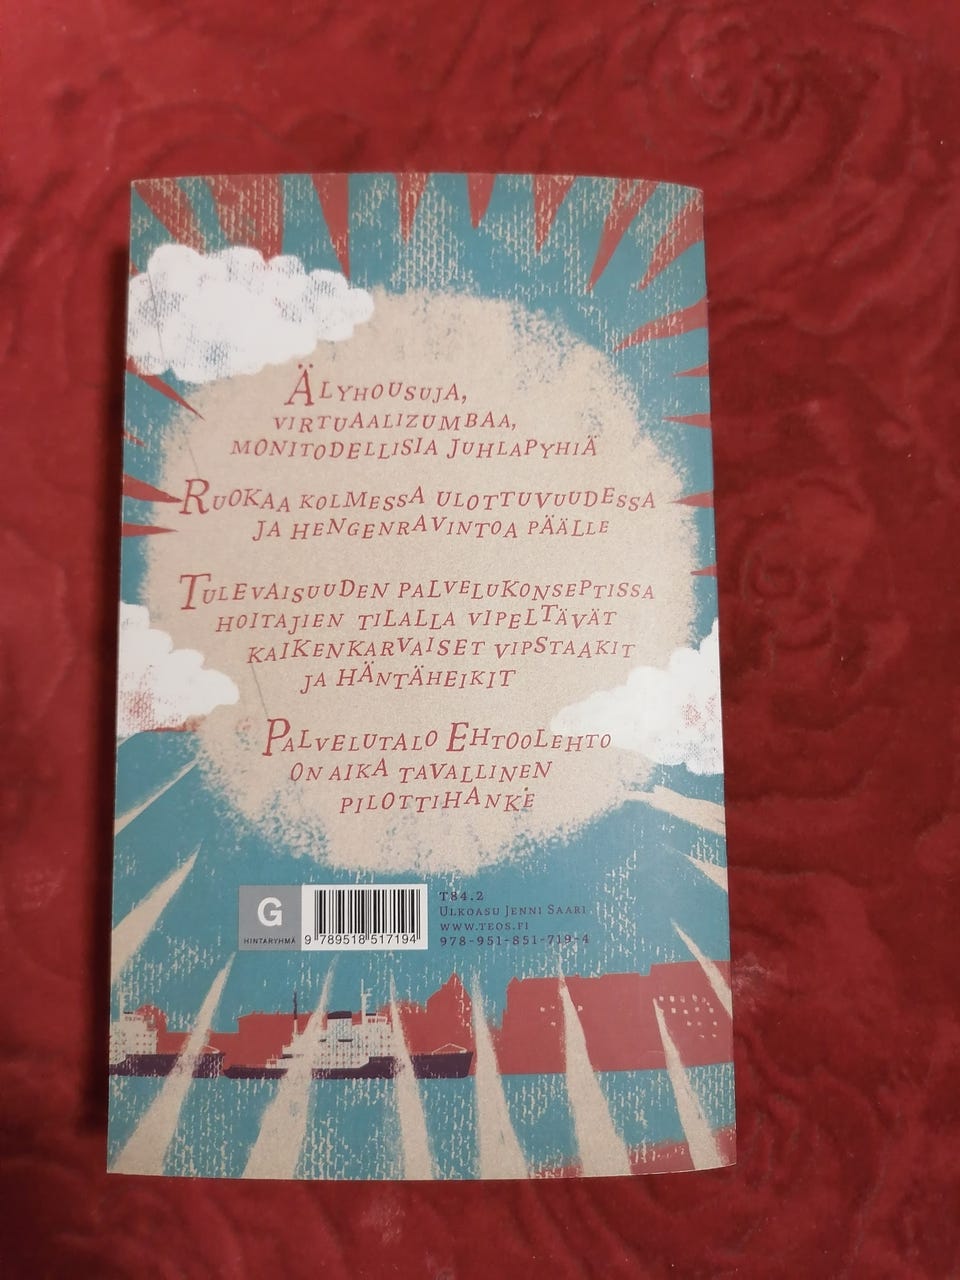 ÄLYHOUSUJA,
VIRTUAALIZUMBAA,
MONITODELLISIA JUHLAPYHIÄ
RUOKAA KOLMESSA ULOTTUVUUDESSA
JA HENGENRAVINTOA PÄÄLLE
TULEVAISUUDEN PALVELUKONSEPTISSA
HOITAJIEN TILALLA VIPELTÄVÄT
KAIKENKARVAISET VIPSTAAKIT
JA HÄNTÄHEIKIT
PALVELUTALO EHTOOLEHTO
ON AIKA TAVALLINEN
PILOTTIHANKE
G
HINTARYHMÄ
9 789518 517194
T84.2
ULKOASU JENNI SAARI
WWW.TEOS.FI
978-951-851-719-4